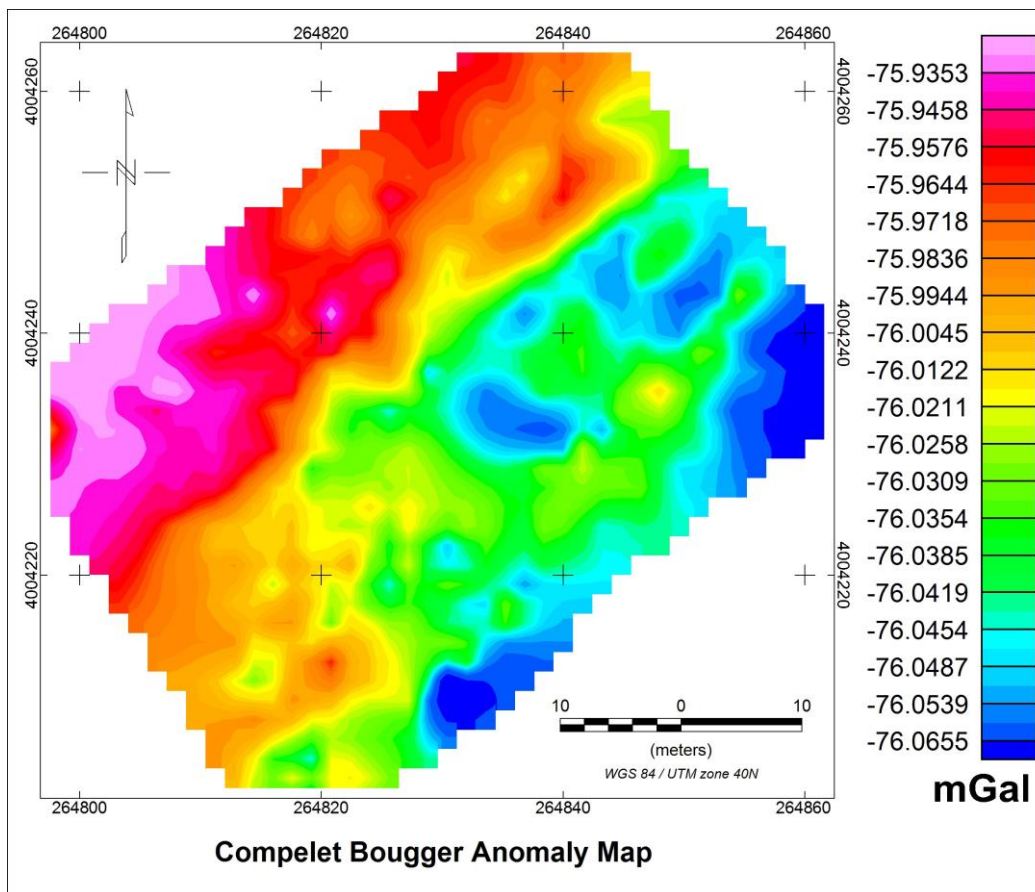 264800 264820 264840 264860
4004260 4004260
4004240 4004240
4004220 4004220
N
10 0 10
(meters)
WGS 84 / UTM zone 40N
264800 264820 264840 264860
Compelet Bougger Anomaly Map
-75.9353
-75.9458
-75.9576
-75.9644
-75.9718
-75.9836
-75.9944
-76.0045
-76.0122
-76.0211
-76.0258
-76.0309
-76.0354
-76.0385
-76.0419
-76.0454
-76.0487
-76.0539
-76.0655
mGal